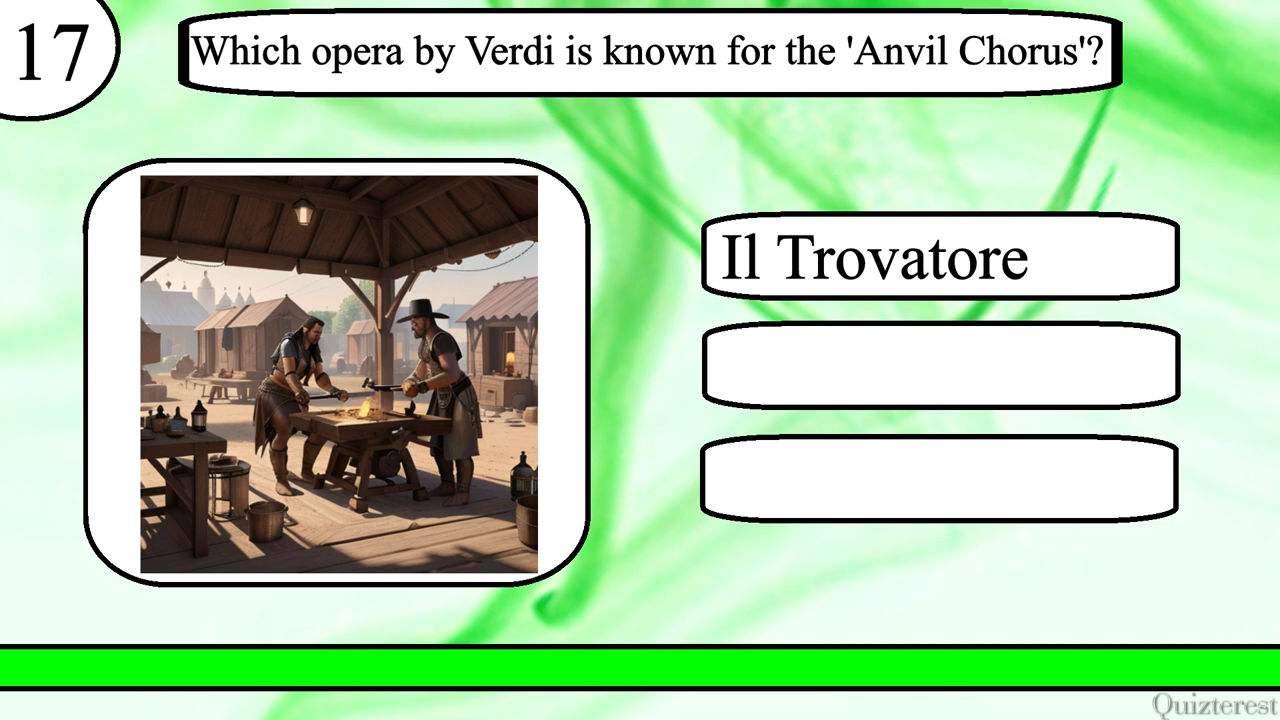 17
Which opera by Verdi is known for the 'Anvil Chorus'?
Il Trovatore
Quizterest